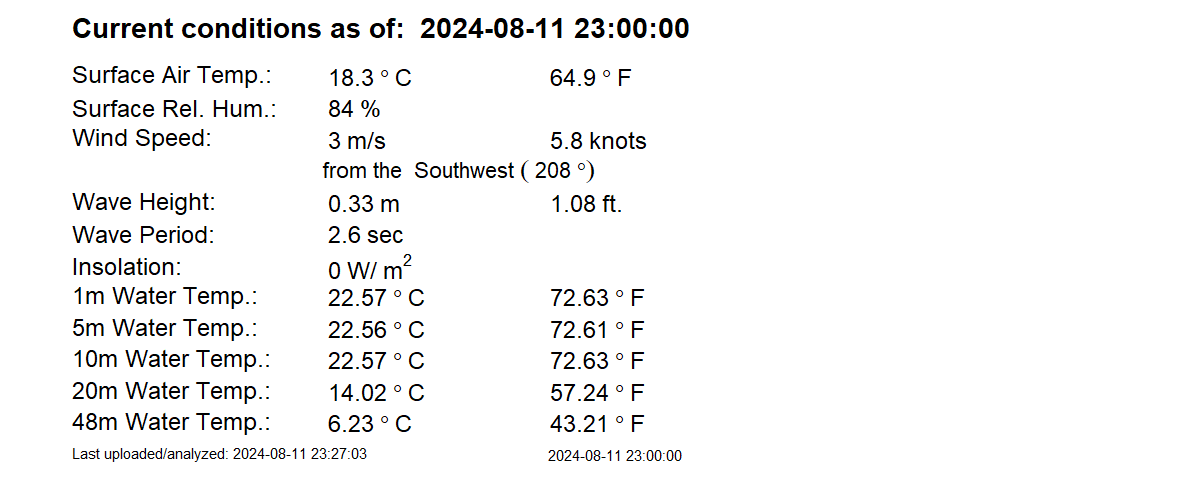 Current conditions as of: 2024-08-11 23:00:00
Surface Air Temp.: 18.3 ° C 64.9 ° F
Surface Rel. Hum.: 84 %
Wind Speed: 3 m/s 5.8 knots
from the Southwest ( 208 °)
Wave Height: 0.33 m 1.08 ft.
Wave Period: 2.6 sec
Insolation: 0 W/ m²
1m Water Temp.: 22.57 ° C 72.63 ° F
5m Water Temp.: 22.56 ° C 72.61 ° F
10m Water Temp.: 22.57 ° C 72.63 ° F
20m Water Temp.: 14.02 ° C 57.24 ° F
48m Water Temp.: 6.23 ° C 43.21 ° F
Last uploaded/analyzed: 2024-08-11 23:27:03 2024-08-11 23:00:00